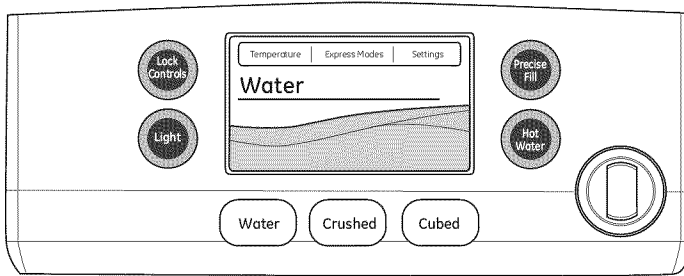 Lock
Controls
Light
Temperature Express Modes Settings
Water
Precise
Fill
Hot
Water
Water Crushed Cubed